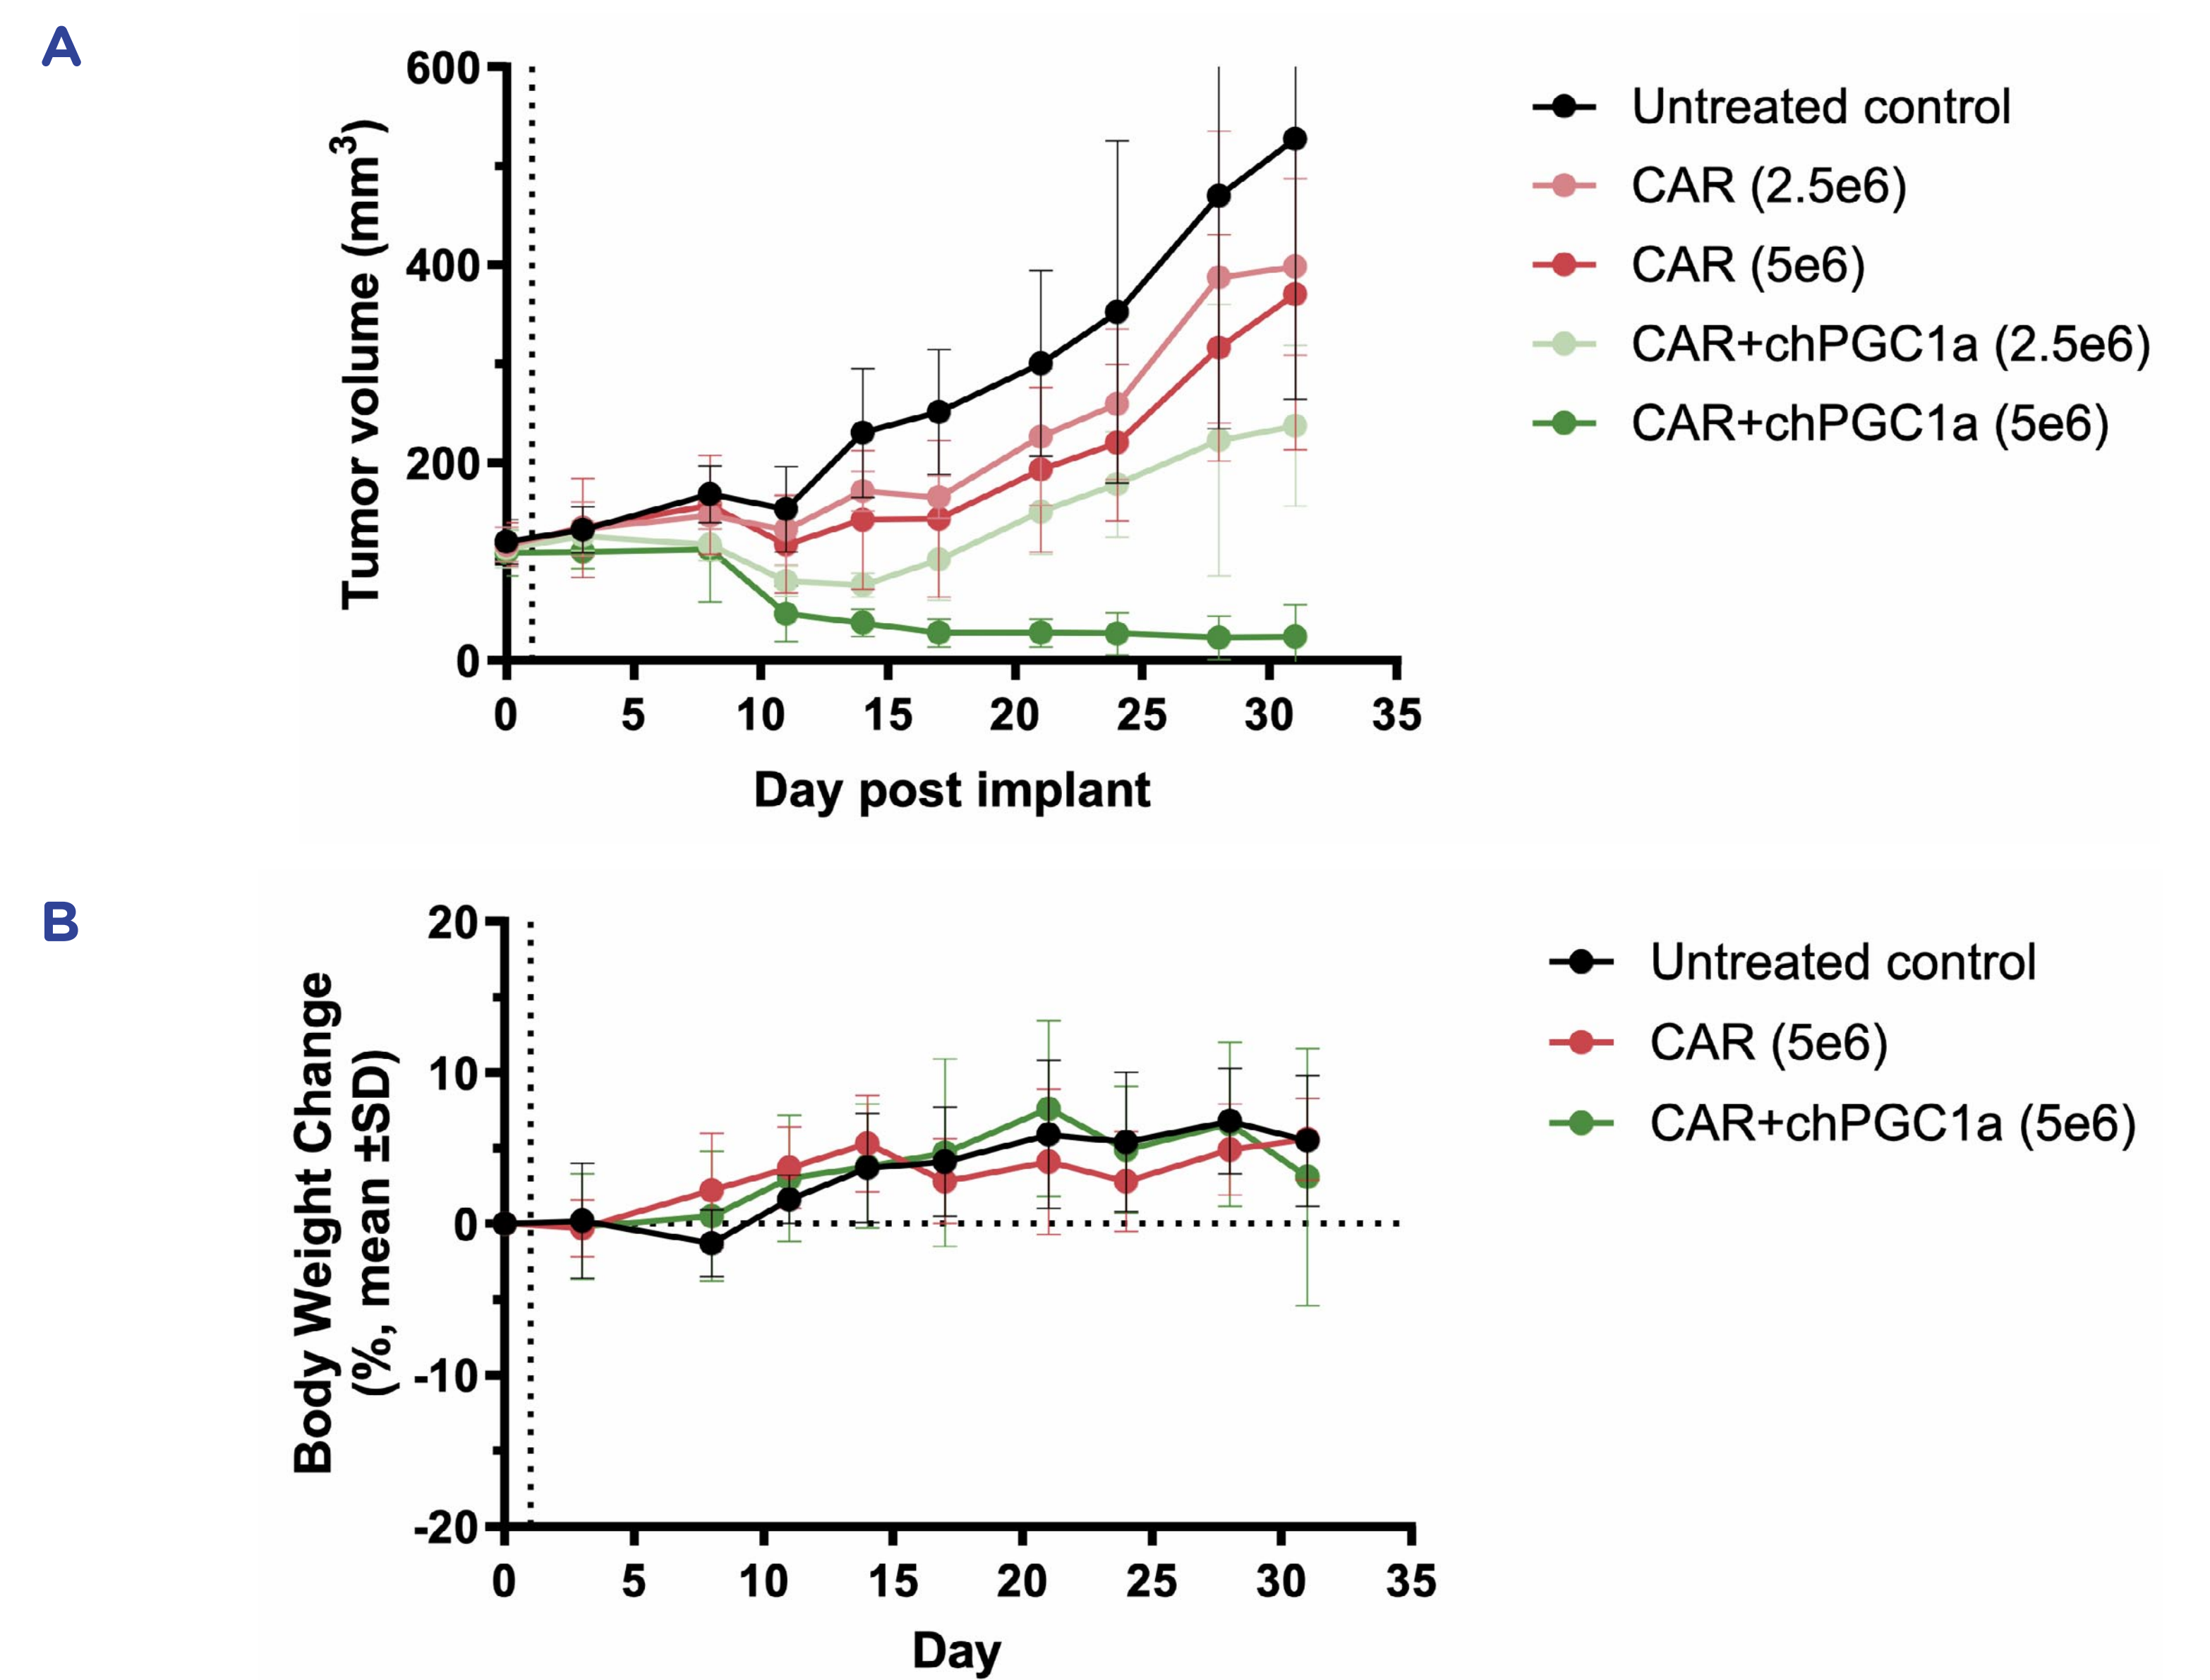 A
Tumor volume (mm³)
600
400
200
0
0 5 10 15 20 25 30 35
Day post implant
Untreated control
CAR (2.5e6)
CAR (5e6)
CAR+chPGC1a (2.5e6)
CAR+chPGC1a (5e6)
B
Body Weight Change
(%, mean ±SD)
20
10
0
-10
-20
0 5 10 15 20 25 30 35
Day
Untreated control
CAR (5e6)
CAR+chPGC1a (5e6)